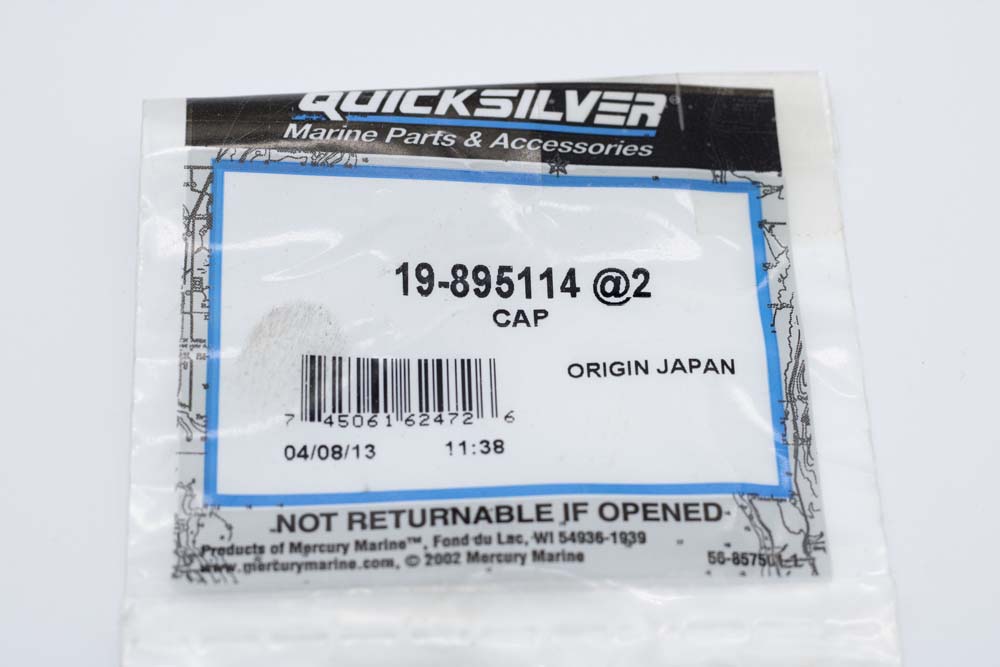 QUICKSILVER®
Marine Parts & Accessories
19-895114 @2
CAP
ORIGIN JAPAN
7 45061 62472 6
04/08/13 11:38
NOT RETURNABLE IF OPENED
Products of Mercury Marine™, Fond du Lac, WI 54936-1939
www.mercurymarine.com, © 2002 Mercury Marine